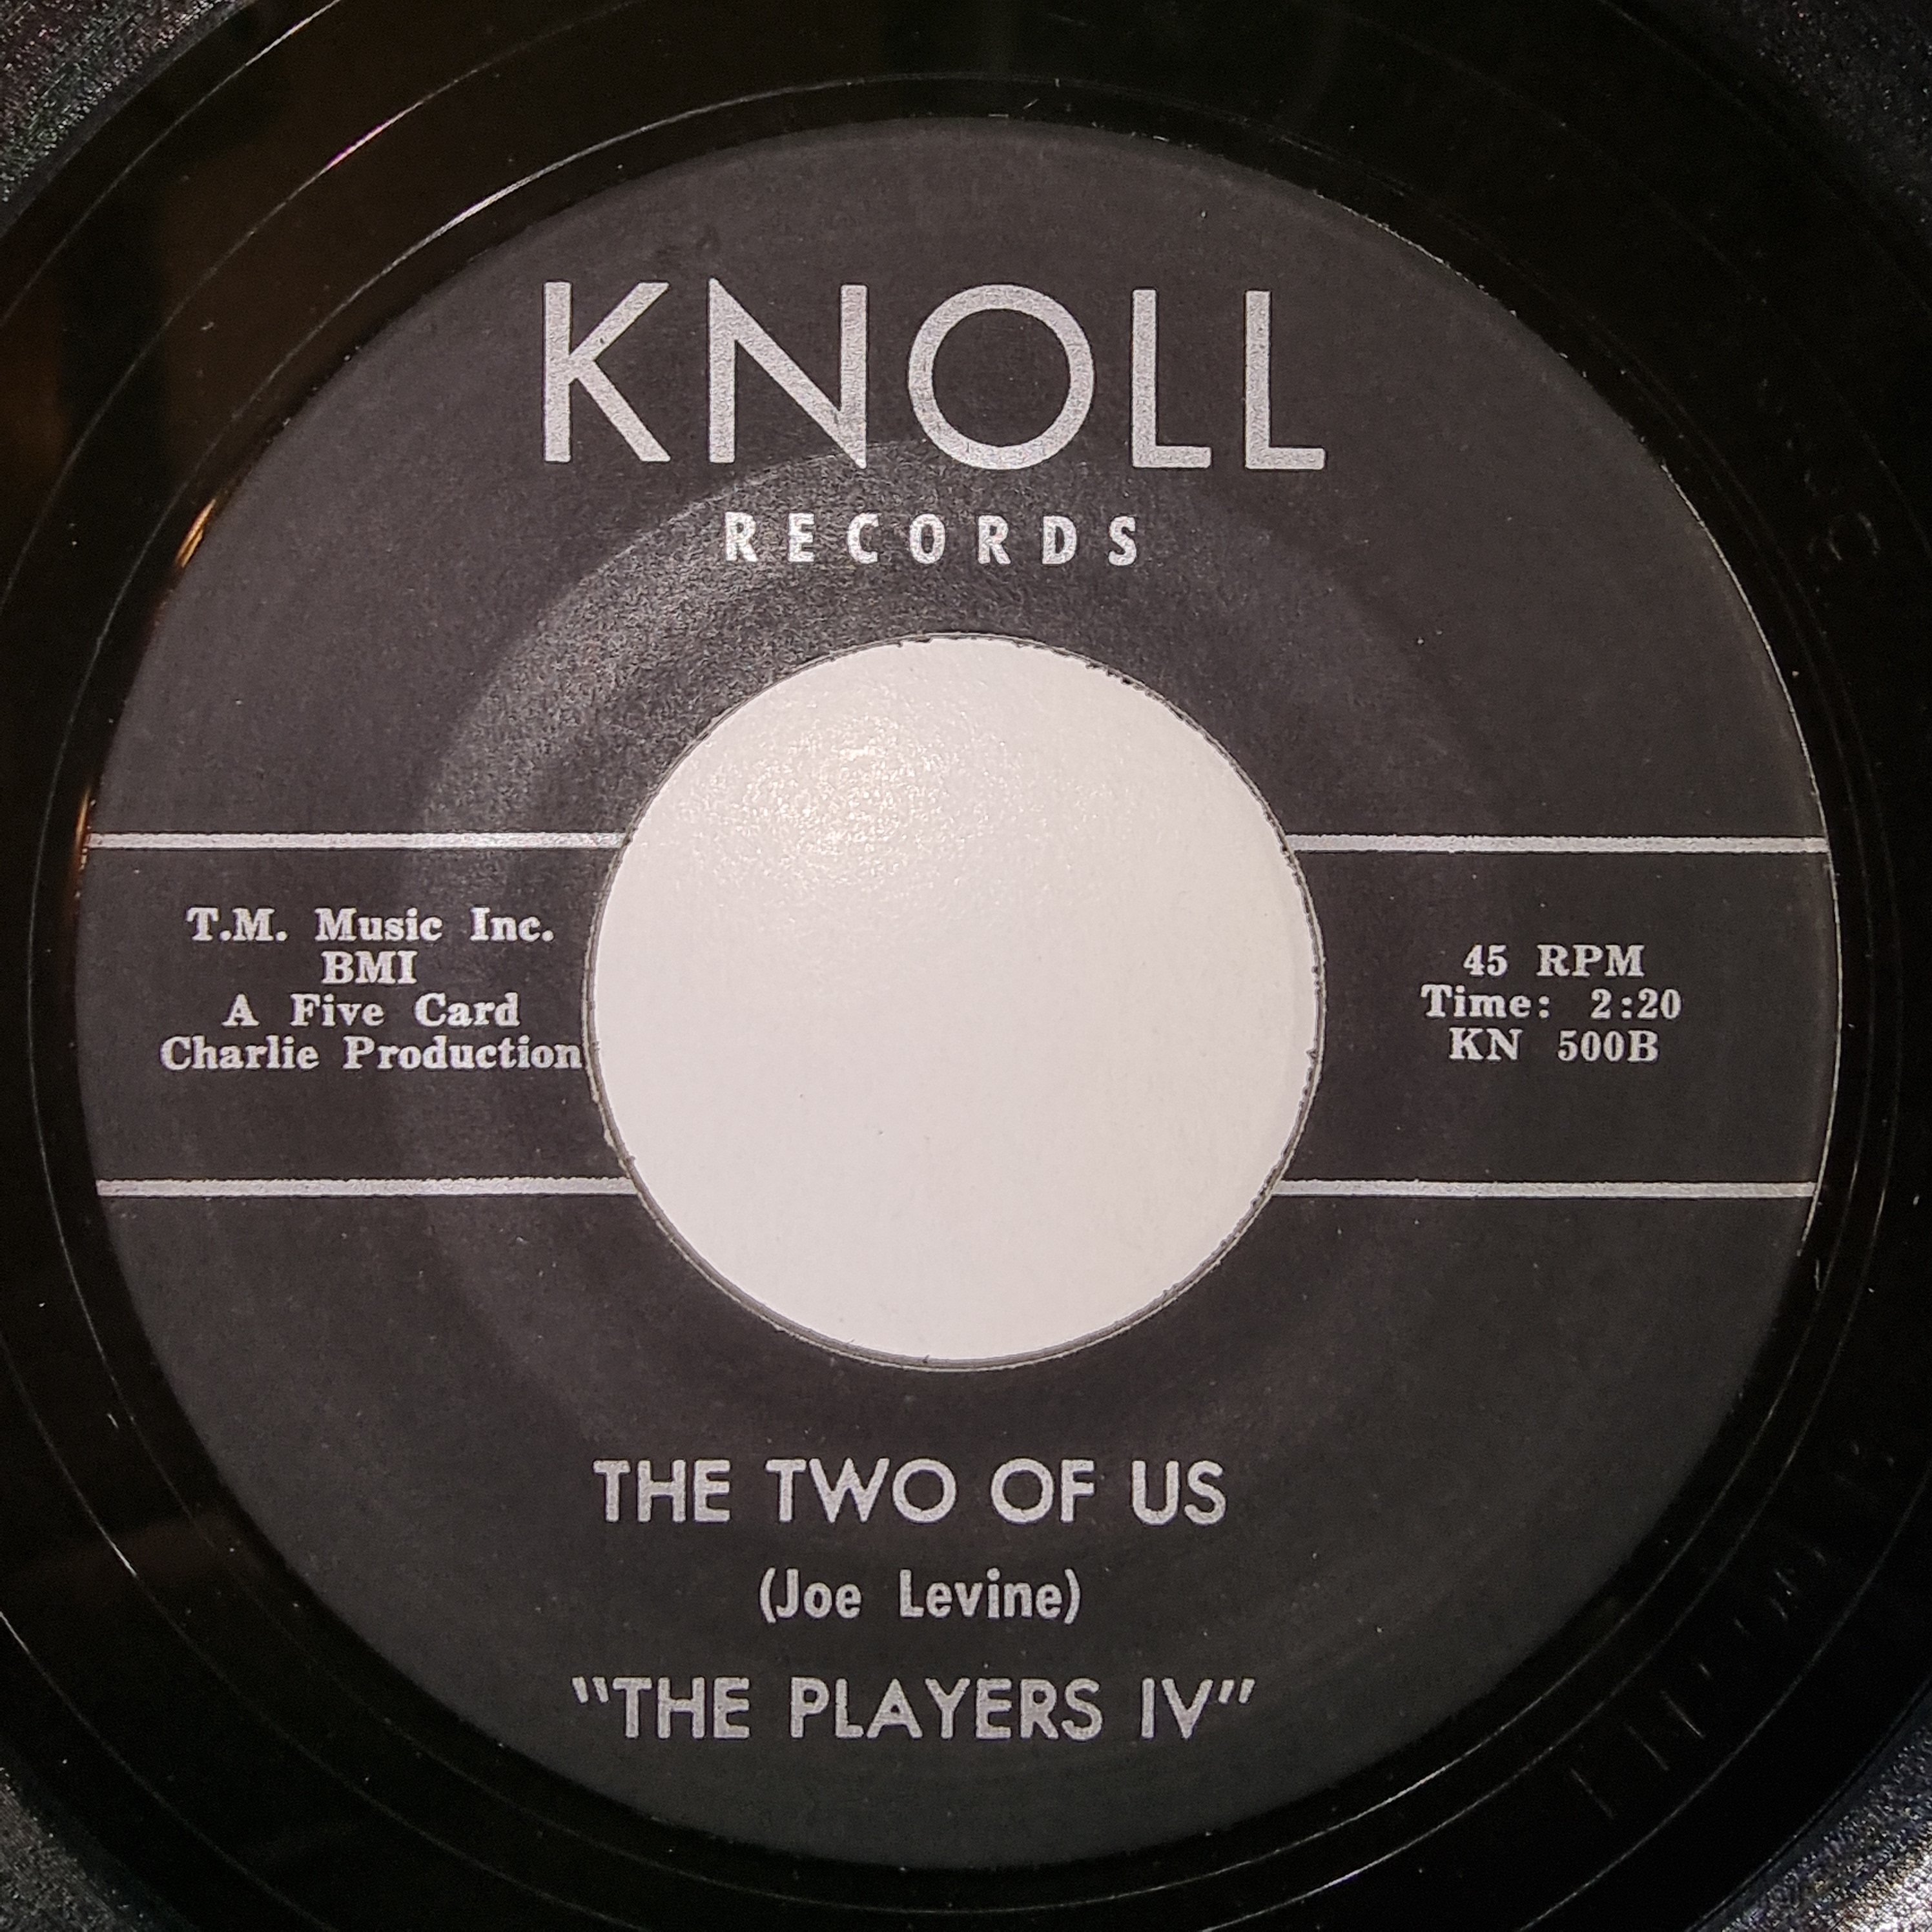 KNOLL
RECORDS
T.M. Music Inc.
BMI
A Five Card
Charlie Production
45 RPM
Time: 2:20
KN 500B
THE TWO OF US
(Joe Levine)
"THE PLAYERS IV"